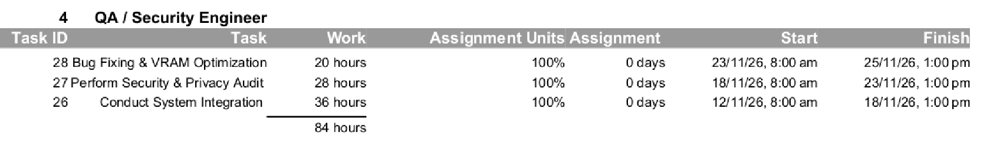 4 QA / Security Engineer
Task ID Task Work Assignment Units Assignment Start Finish
28 Bug Fixing & VRAM Optimization 20 hours 100% 0 days 23/11/26, 8:00 am 25/11/26, 1:00 pm
27 Perform Security & Privacy Audit 28 hours 100% 0 days 18/11/26, 8:00 am 23/11/26, 1:00 pm
26 Conduct System Integration 36 hours 100% 0 days 12/11/26, 8:00 am 18/11/26, 1:00 pm
84 hours